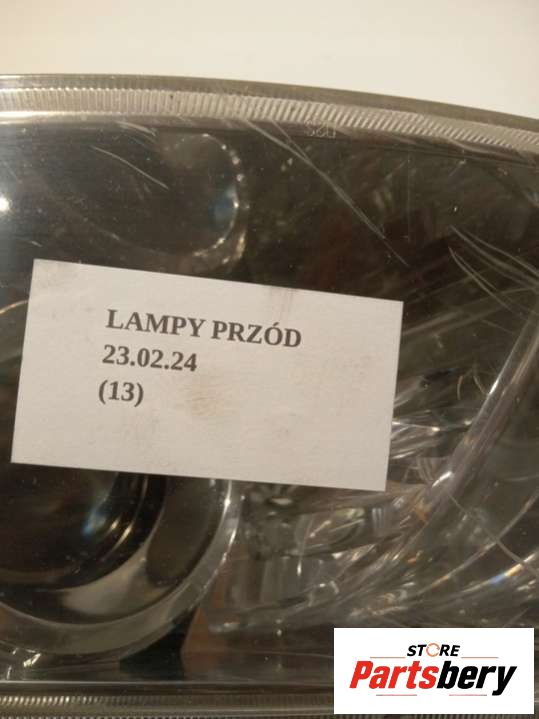 LAMPY PRZÓD
23.02.24
(13)
STORE
Partsbery